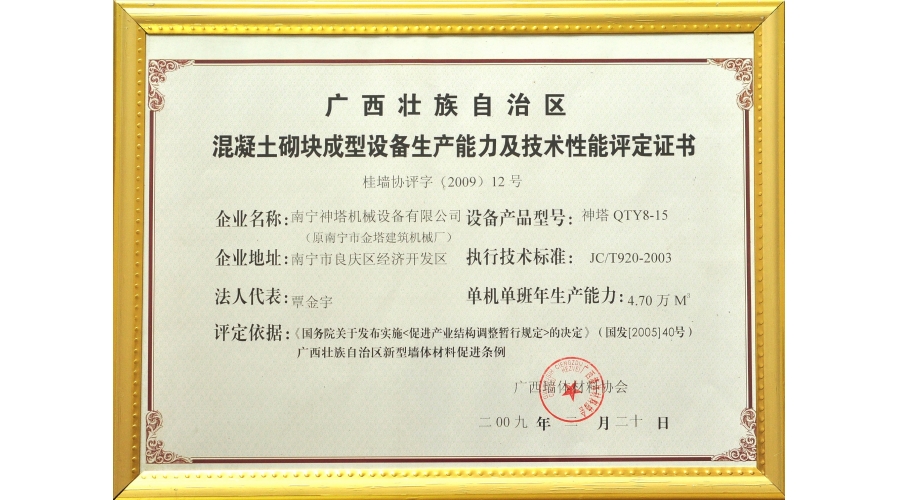 广西壮族自治区
混凝土砌块成型设备生产能力及技术性能评定证书
桂墙协评字（2009）12号
企业名称：南宁神塔机械设备有限公司 设备产品型号：神塔 QTY8-15
（原南宁市金塔建筑机械厂）
企业地址：南宁市良庆区经济开发区 执行技术标准： JC/T920-2003
法人代表：覃金宇 单机单班年生产能力：4.70 万 M³
评定依据：《国务院关于发布实施<促进产业结构调整暂行规定>的决定》（国发[2005]40号）
广西壮族自治区新型墙体材料促进条例
广西墙体材料协会
二00九 年 二 月 二十 日